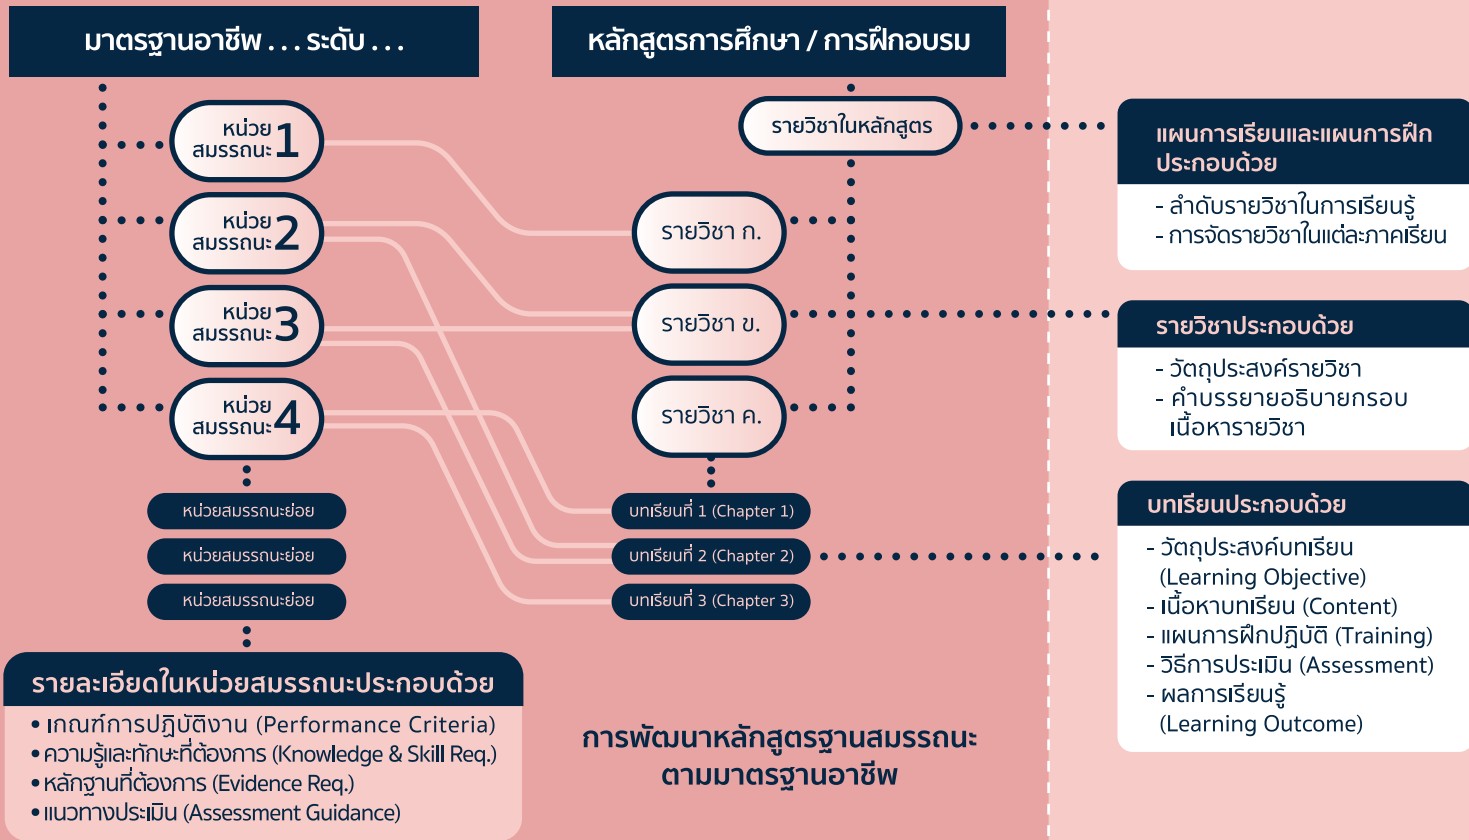 มาตรฐานอาชีพ . . . ระดับ . . .
หน่วย
สมรรถนะ 1
หน่วย
สมรรถนะ 2
หน่วย
สมรรถนะ 3
หน่วย
สมรรถนะ 4
หน่วยสมรรถนะย่อย
หน่วยสมรรถนะย่อย
หน่วยสมรรถนะย่อย
รายละเอียดในหน่วยสมรรถนะประกอบด้วย
• เกณฑ์การปฏิบัติงาน (Performance Criteria)
• ความรู้และทักษะที่ต้องการ (Knowledge & Skill Req.)
• หลักฐานที่ต้องการ (Evidence Req.)
• แนวทางประเมิน (Assessment Guidance)
หลักสูตรการศึกษา / การฝึกอบรม
รายวิชาในหลักสูตร
รายวิชา ก.
รายวิชา ข.
รายวิชา ค.
บทเรียนที่ 1 (Chapter 1)
บทเรียนที่ 2 (Chapter 2)
บทเรียนที่ 3 (Chapter 3)
การพัฒนาหลักสูตรฐานสมรรถนะ
ตามมาตรฐานอาชีพ
แผนการเรียนและแผนการฝึก
ประกอบด้วย
- ลำดับรายวิชาในการเรียนรู้
- การจัดรายวิชาในแต่ละภาคเรียน
รายวิชาประกอบด้วย
- วัตถุประสงค์รายวิชา
- คำบรรยายอธิบายกรอบ
เนื้อหารายวิชา
บทเรียนประกอบด้วย
- วัตถุประสงค์บทเรียน
(Learning Objective)
- เนื้อหาบทเรียน (Content)
- แผนการฝึกปฏิบัติ (Training)
- วิธีการประเมิน (Assessment)
- ผลการเรียนรู้
(Learning Outcome)